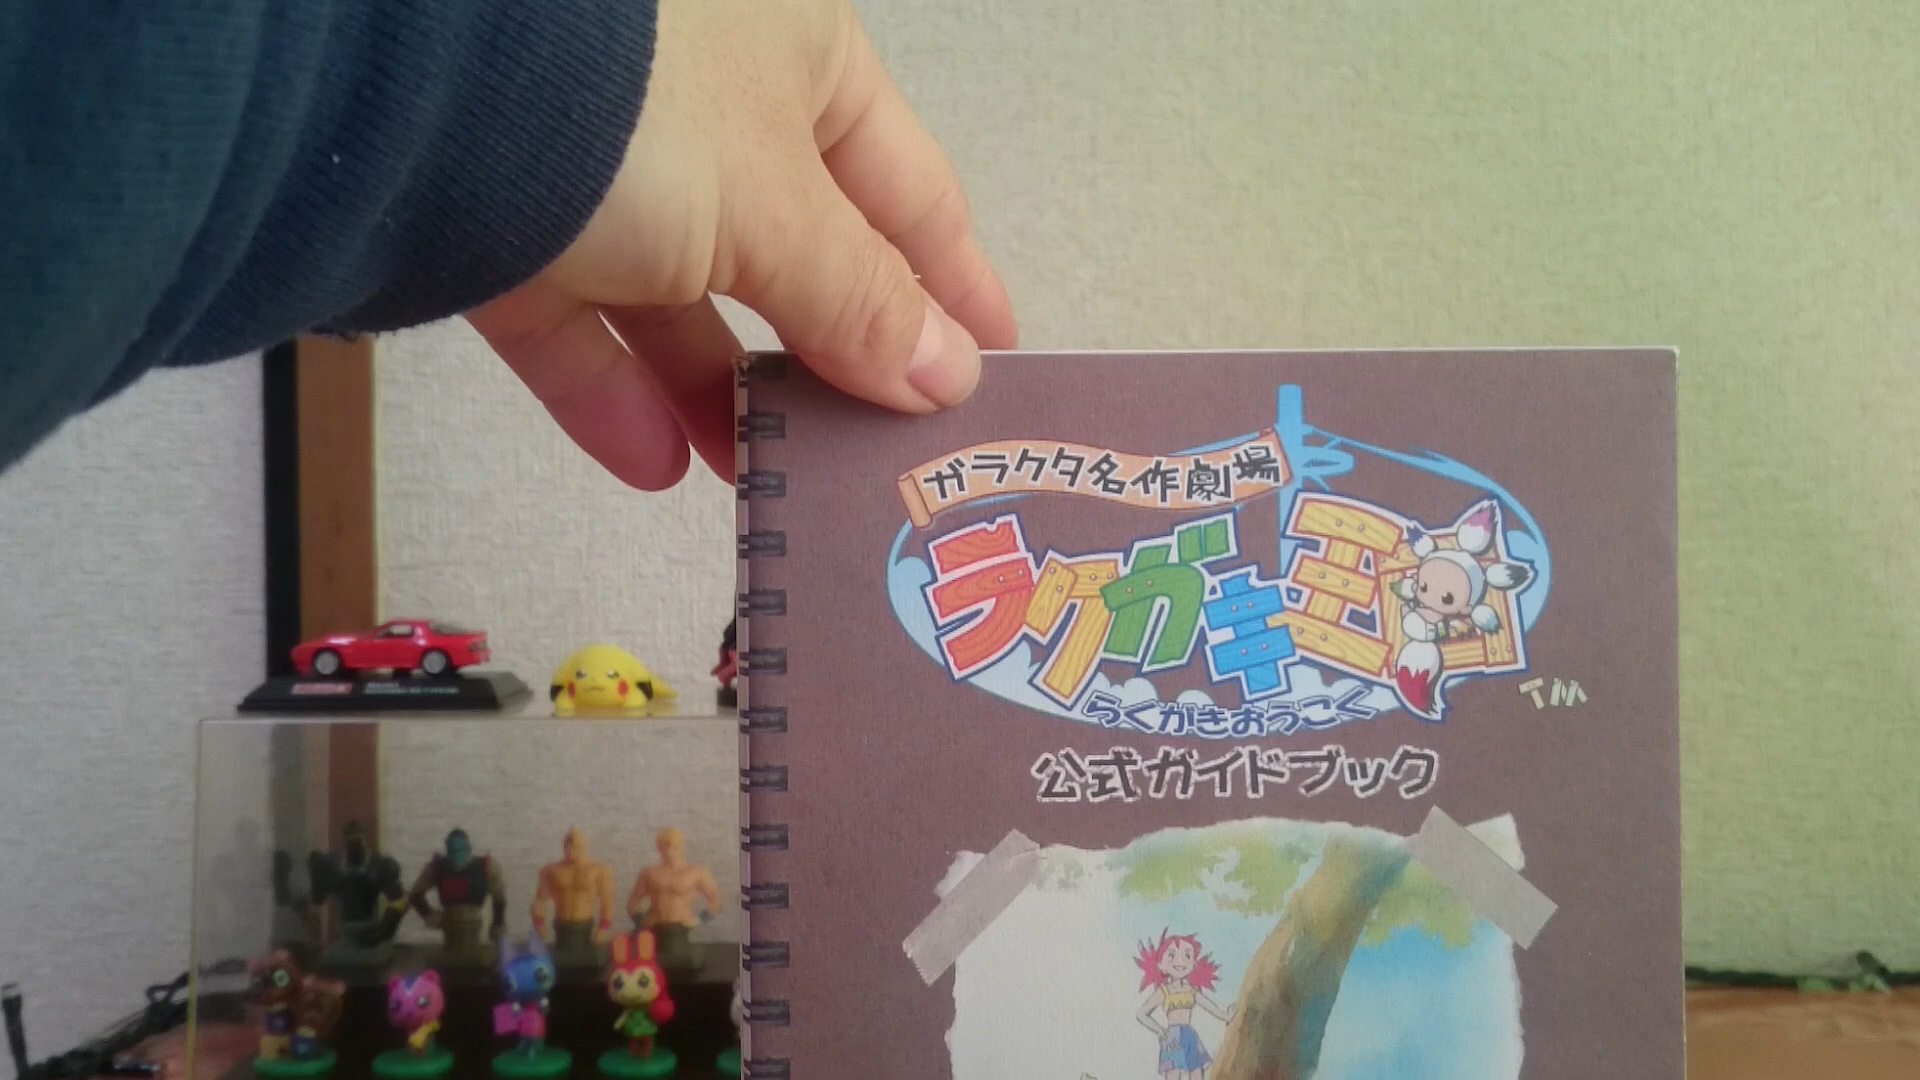 ガラクタ名作劇場
ラクガキ王国
らくがきおうこく
TM
公式ガイドブック